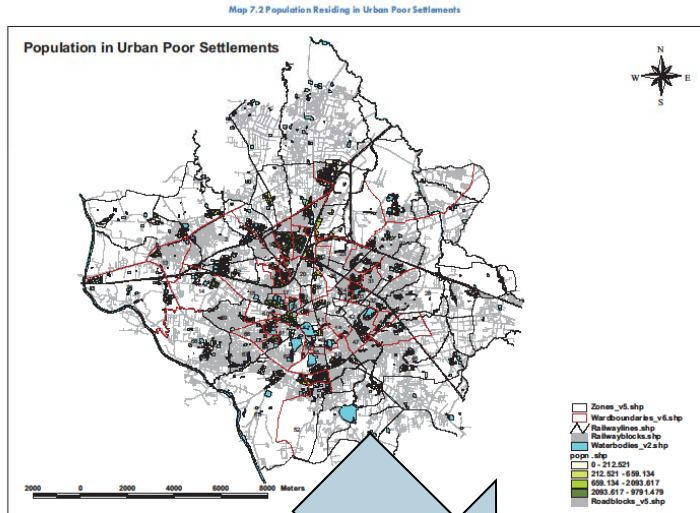 Map 7.2 Population Residing in Urban Poor Settlements
Population in Urban Poor Settlements
N
W E
S
Zones_v5.shp
Wardboundaries_v6.shp
Railwaylines.shp
Railwayblocks.shp
Waterbodies_v2.shp
popn .shp
0 - 212.521
212.521 - 659.134
659.134 - 2093.617
2093.617 - 9791.479
Roadblocks_v5.shp
2000 0 2000 4000 6000 8000 Meters